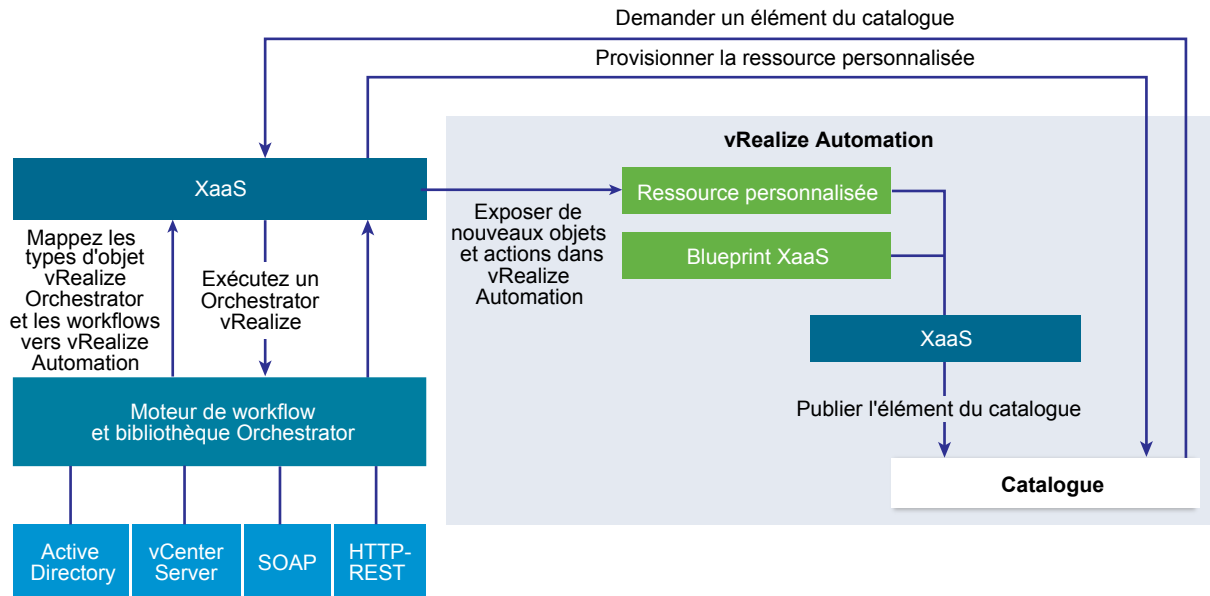 Demander un élément du catalogue
Provisionner la ressource personnalisée
vRealize Automation
XaaS
Ressource personnalisée
Exposer de
nouveaux objets
et actions dans
vRealize
Automation
Blueprint XaaS
Mappez les
types d'objet
vRealize
Orchestrator
et les workflows
vers vRealize
Automation
Exécutez un
Orchestrator
vRealize
XaaS
Publier l'élément du catalogue
Moteur de workflow
et bibliothèque Orchestrator
Catalogue
Active
Directory
vCenter
Server
SOAP
HTTP-
REST